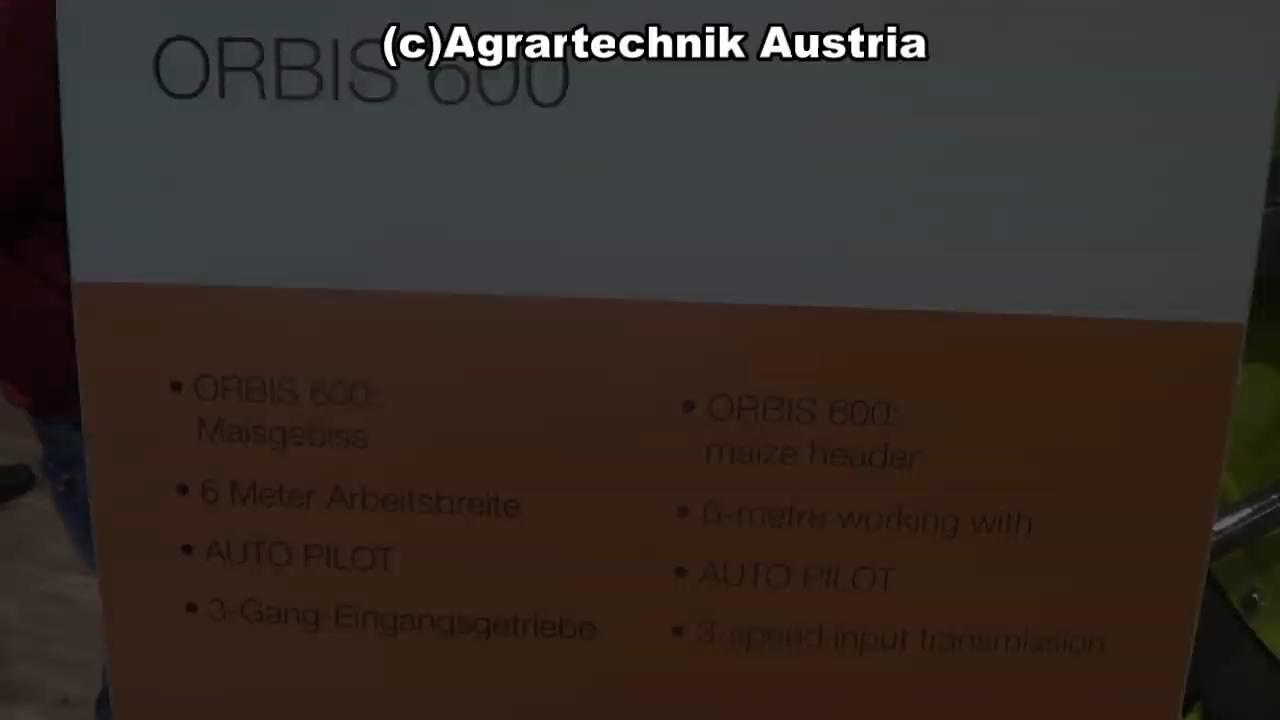 (c)Agrartechnik Austria
ORBIS 600
• ORBIS 600:
Maisgebiss
• 6 Meter Arbeitsbreite
• AUTO PILOT
• 3-Gang-Eingangsgetriebe
• ORBIS 600:
maize header
• 6-metre working with
• AUTO PILOT
• 3-speed input transmission